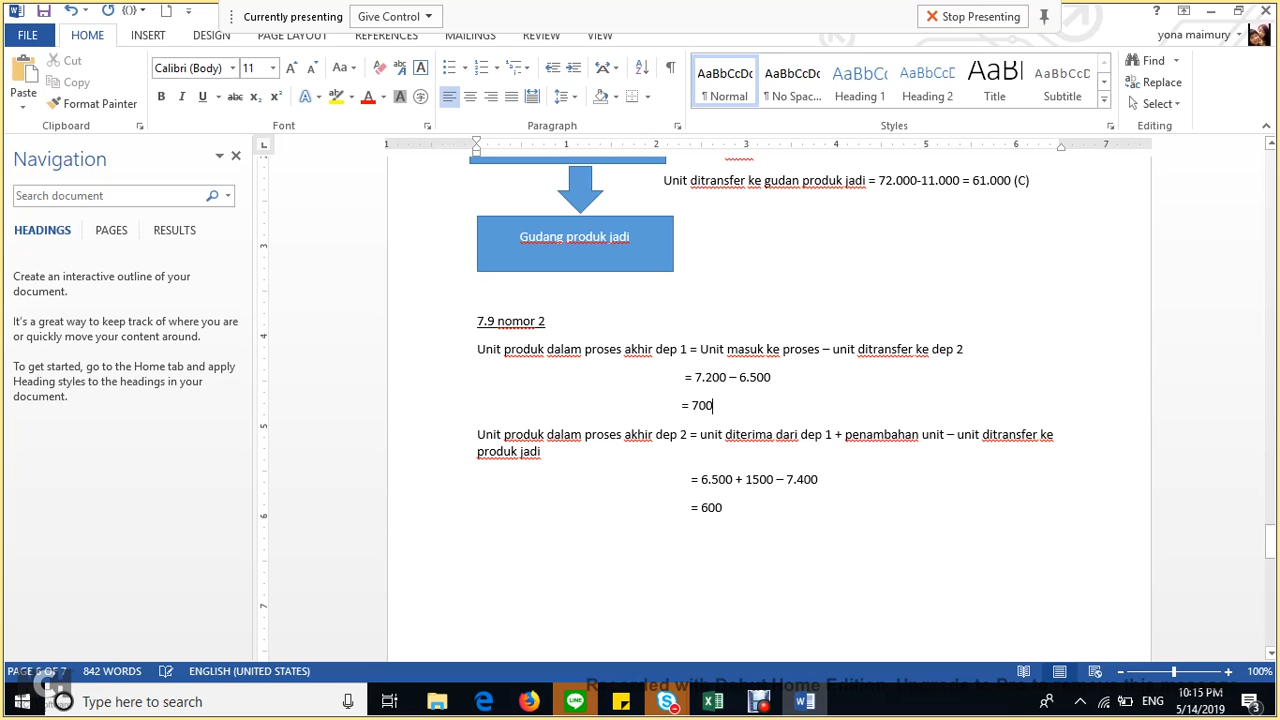 Currently presenting
Give Control
Stop Presenting
FILE
HOME
INSERT
DESIGN
PAGE LAYOUT
REFERENCES
MAILINGS
REVIEW
VIEW
yona maimury
Paste
Cut
Copy
Format Painter
Clipboard
Calibri (Body)
11
Font
Paragraph
AaBbCcDc AaBbCcDc AaBbCc AaBbCcD AaBl AaBbCcD
¶ Normal ¶ No Spac... Heading 1 Heading 2 Title Subtitle
Styles
Find
Replace
Select
Editing
Navigation
Search document
HEADINGS PAGES RESULTS
Create an interactive outline of your
document.
It's a great way to keep track of where you are
or quickly move your content around.
To get started, go to the Home tab and apply
Heading styles to the headings in your
document.
Unit ditransfer ke gudan produk jadi = 72.000-11.000 = 61.000 (C)
Gudang produk jadi
7.9 nomor 2
Unit produk dalam proses akhir dep 1 = Unit masuk ke proses – unit ditransfer ke dep 2
= 7.200 – 6.500
= 700
Unit produk dalam proses akhir dep 2 = unit diterima dari dep 1 + penambahan unit – unit ditransfer ke
produk jadi
= 6.500 + 1500 – 7.400
= 600
PAGE 6 OF 7
842 WORDS
ENGLISH (UNITED STATES)
100%
Type here to search
ENG
10:15 PM
5/14/2019
3